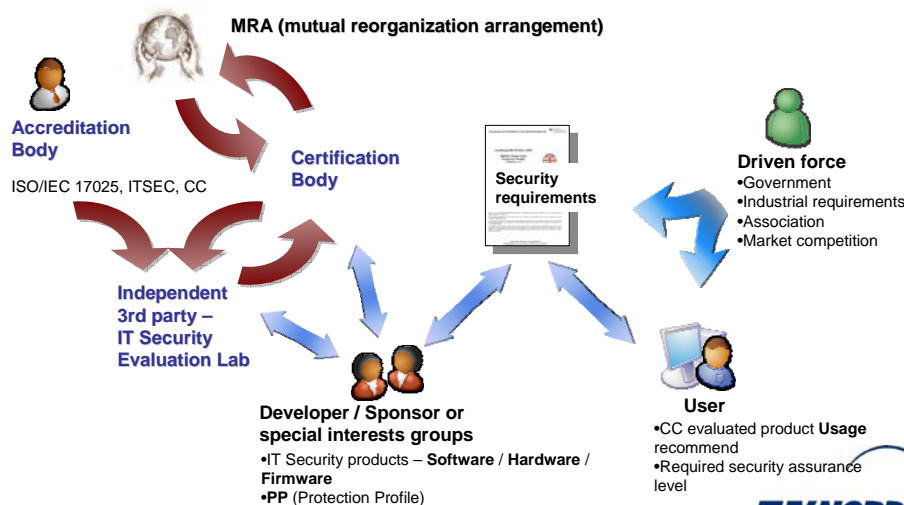 MRA (mutual reorganization arrangement)
Accreditation
Body
ISO/IEC 17025, ITSEC, CC
Certification
Body
Independent
3rd party –
IT Security
Evaluation Lab
Security
requirements
Driven force
•Government
•Industrial requirements
•Association
•Market competition
Developer / Sponsor or
special interests groups
•IT Security products – Software / Hardware /
Firmware
•PP (Protection Profile)
User
•CC evaluated product Usage
recommend
•Required security assurance
level